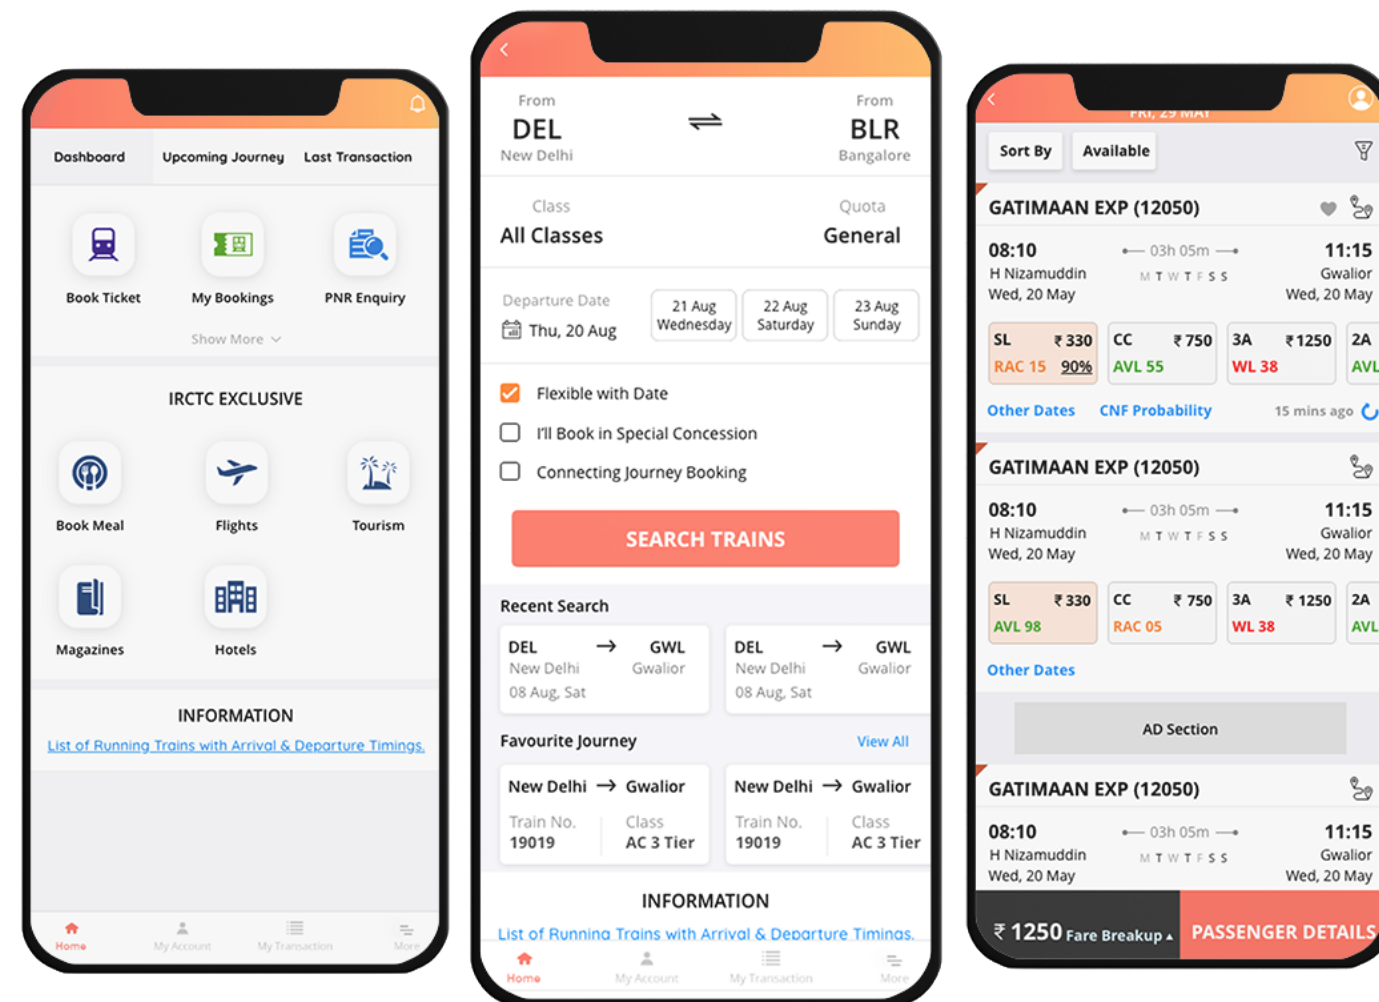 Dashboard Upcoming Journey Last Transaction
Book Ticket My Bookings PNR Enquiry
Show More
IRCTC EXCLUSIVE
Book Meal Flights Tourism
Magazines Hotels
INFORMATION
List of Running Trains with Arrival & Departure Timings.
Home My Account My Transaction More
From From
DEL BLR
New Delhi Bangalore
Class Quota
All Classes General
Departure Date
Thu, 20 Aug
21 Aug 22 Aug 23 Aug
Wednesday Saturday Sunday
Flexible with Date
I'll Book in Special Concession
Connecting Journey Booking
SEARCH TRAINS
Recent Search
DEL → GWL DEL → GWL
New Delhi Gwalior New Delhi Gwalior
08 Aug, Sat 08 Aug, Sat
Favourite Journey View All
New Delhi → Gwalior New Delhi → Gwalior
Train No. Class Train No. Class
19019 AC 3 Tier 19019 AC 3 Tier
INFORMATION
List of Running Trains with Arrival & Departure Timings.
Home My Account My Transaction More
FRI, 29 MAY
Sort By Available
GATIMAAN EXP (12050)
08:10 03h 05m 11:15
H Nizamuddin M T W T F S S Gwalior
Wed, 20 May Wed, 20 May
SL ₹ 330 CC ₹ 750 3A ₹ 1250 2A
RAC 15 90% AVL 55 WL 38 AVL
Other Dates CNF Probability 15 mins ago
GATIMAAN EXP (12050)
08:10 03h 05m 11:15
H Nizamuddin M T W T F S S Gwalior
Wed, 20 May Wed, 20 May
SL ₹ 330 CC ₹ 750 3A ₹ 1250 2A
AVL 98 RAC 05 WL 38 AVL
Other Dates
AD Section
GATIMAAN EXP (12050)
08:10 03h 05m 11:15
H Nizamuddin M T W T F S S Gwalior
Wed, 20 May Wed, 20 May
₹ 1250 Fare Breakup ▴ PASSENGER DETAILS